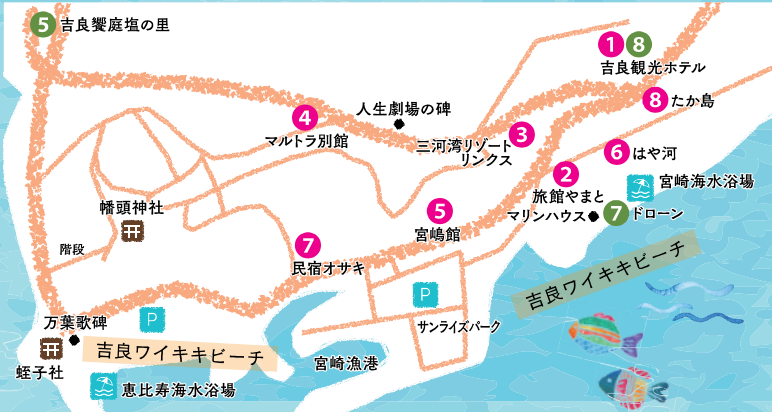 5 吉良饗庭塩の里
1 8
吉良観光ホテル
8 たか島
人生劇場の碑
4
マルトラ別館
3
三河湾リゾート
リンクス
6 はや河
2
旅館やまと
宮崎海水浴場
マリンハウス
7 ドローン
幡頭神社
5
宮嶋館
階段
7
民宿オサキ
吉良ワイキキビーチ
P
P
万葉歌碑
サンライズパーク
吉良ワイキキビーチ
宮崎漁港
蛭子社
恵比寿海水浴場